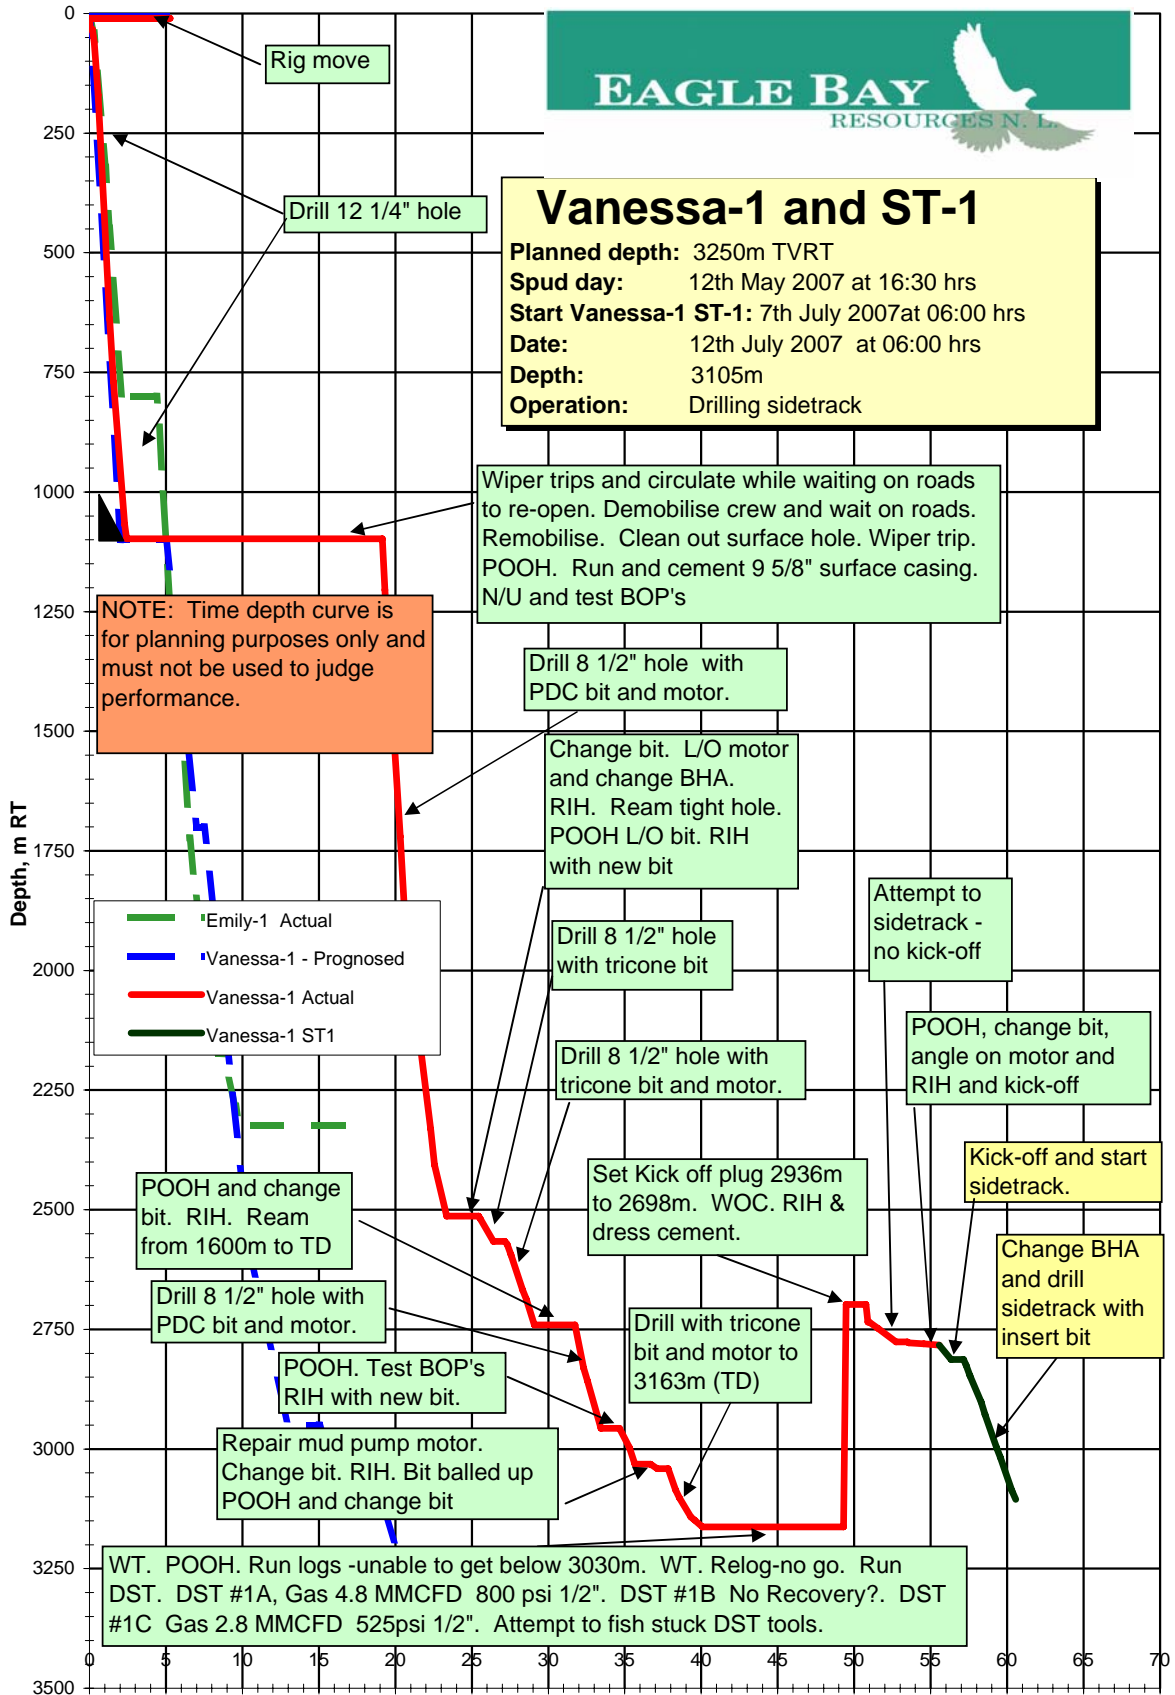 0
Rig move
EAGLE BAY
RESOURCES N. L.
250
Drill 12 1/4" hole
Vanessa-1 and ST-1
Planned depth: 3250m TVRT
Spud day: 12th May 2007 at 16:30 hrs
Start Vanessa-1 ST-1: 7th July 2007at 06:00 hrs
Date: 12th July 2007 at 06:00 hrs
Depth: 3105m
Operation: Drilling sidetrack
500
750
1000
Wiper trips and circulate while waiting on roads
to re-open. Demobilise crew and wait on roads.
Remobilise. Clean out surface hole. Wiper trip.
POOH. Run and cement 9 5/8" surface casing.
N/U and test BOP's
1250
NOTE: Time depth curve is
for planning purposes only and
must not be used to judge
performance.
Drill 8 1/2" hole with
PDC bit and motor.
1500
Change bit. L/O motor
and change BHA.
RIH. Ream tight hole.
POOH L/O bit. RIH
with new bit
Depth, m RT
1750
Attempt to
sidetrack -
no kick-off
Emily-1 Actual
Vanessa-1 - Prognosed
Vanessa-1 Actual
Vanessa-1 ST1
Drill 8 1/2" hole
with tricone bit
2000
POOH, change bit,
angle on motor and
RIH and kick-off
Drill 8 1/2" hole with
tricone bit and motor.
2250
Kick-off and start
sidetrack.
Set Kick off plug 2936m
to 2698m. WOC. RIH &
dress cement.
POOH and change
bit. RIH. Ream
from 1600m to TD
2500
Change BHA
and drill
sidetrack with
insert bit
Drill 8 1/2" hole with
PDC bit and motor.
Drill with tricone
bit and motor to
3163m (TD)
2750
POOH. Test BOP's
RIH with new bit.
Repair mud pump motor.
Change bit. RIH. Bit balled up
POOH and change bit
3000
3250
WT. POOH. Run logs -unable to get below 3030m. WT. Relog-no go. Run
DST. DST #1A, Gas 4.8 MMCFD 800 psi 1/2". DST #1B No Recovery?. DST
#1C Gas 2.8 MMCFD 525psi 1/2". Attempt to fish stuck DST tools.
0 5 10 15 20 25 30 35 40 45 50 55 60 65 70
3500